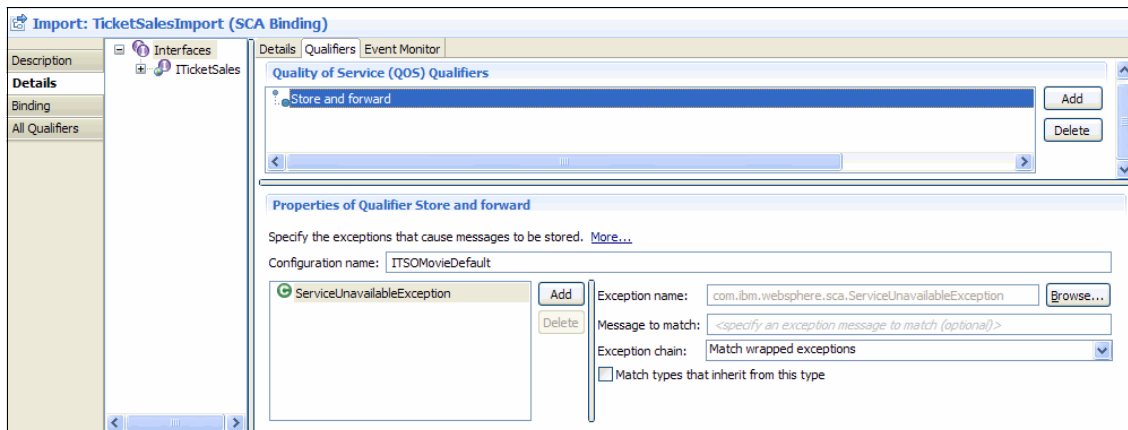 Import: TicketSalesImport (SCA Binding)
Description
Details
Binding
All Qualifiers
Interfaces
ITicketSales
Details Qualifiers Event Monitor
Quality of Service (QOS) Qualifiers
Store and forward
Add
Delete
Properties of Qualifier Store and forward
Specify the exceptions that cause messages to be stored. More...
Configuration name: ITSOMovieDefault
ServiceUnavailableException
Add
Delete
Exception name: com.ibm.websphere.sca.ServiceUnavailableException Browse...
Message to match: <specify an exception message to match (optional)>
Exception chain: Match wrapped exceptions
Match types that inherit from this type